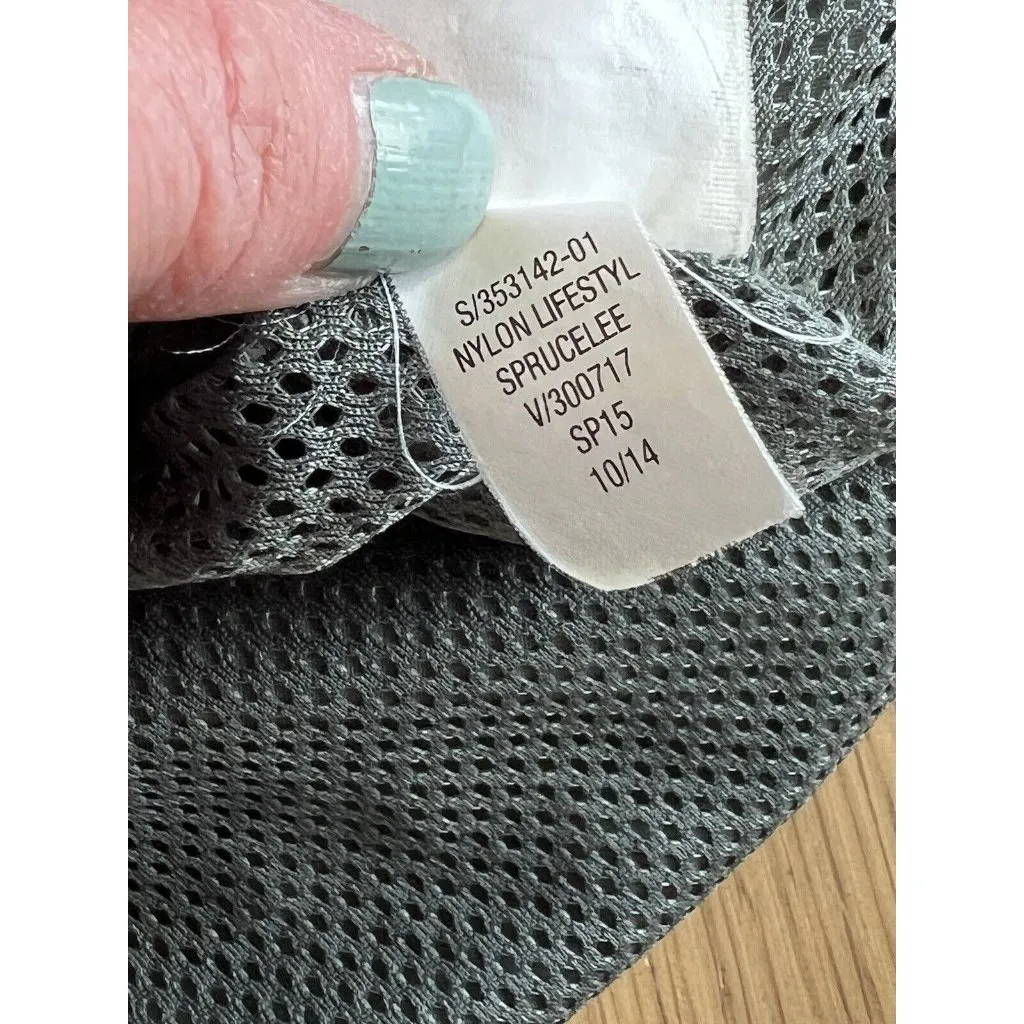 S/353142-01
NYLON LIFESTYL
SPRUCELEE
V/300717
SP15
10/14